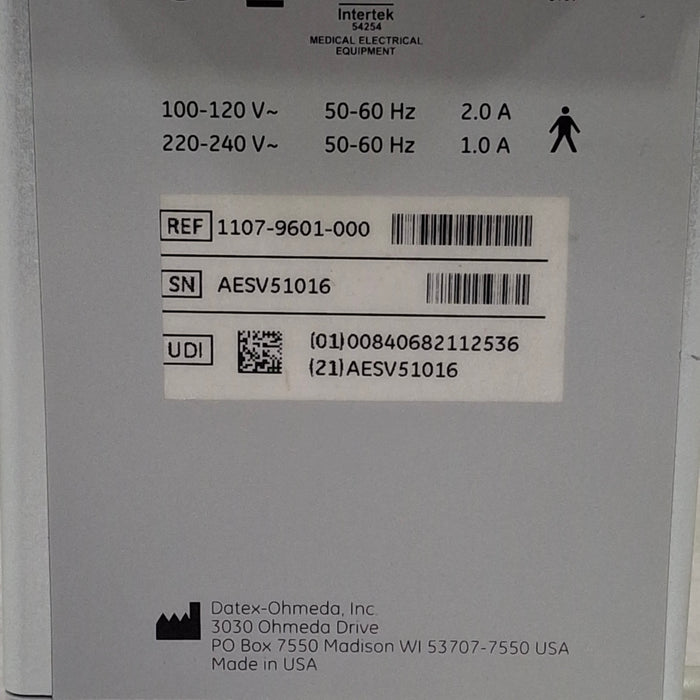 Intertek
54254
MEDICAL ELECTRICAL
EQUIPMENT
100-120 V~ 50-60 Hz 2.0 A
220-240 V~ 50-60 Hz 1.0 A
REF 1107-9601-000
SN AESV51016
UDI (01)00840682112536
(21)AESV51016
Datex-Ohmeda, Inc.
3030 Ohmeda Drive
PO Box 7550 Madison WI 53707-7550 USA
Made in USA